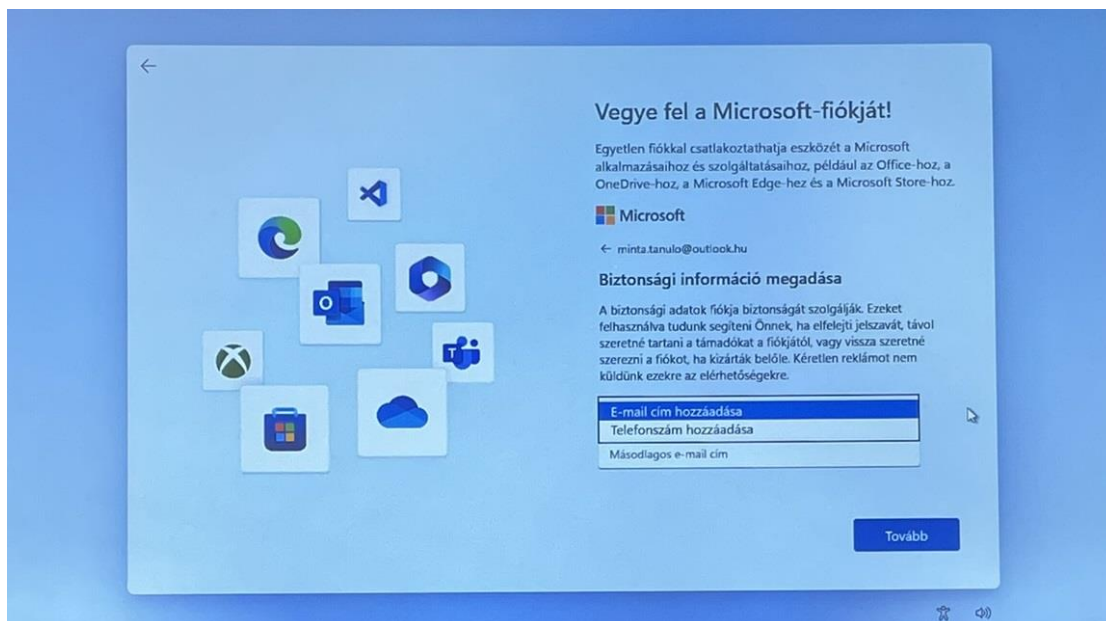 Vegye fel a Microsoft-fiókját!
Egyetlen fiókkal csatlakoztathatja eszközét a Microsoft
alkalmazásaihoz és szolgáltatásaihoz, például az Office-hoz, a
OneDrive-hoz, a Microsoft Edge-hez és a Microsoft Store-hoz.
Microsoft
← minta.tanulo@outlook.hu
Biztonsági információ megadása
A biztonsági adatok fiókja biztonságát szolgálják. Ezeket
felhasználva tudunk segíteni Önnek, ha elfelejti jelszavát, távol
szeretné tartani a támadókat a fiókjától, vagy vissza szeretné
szerezni a fiókot, ha kizárták belőle. Kéretlen reklámot nem
küldünk ezekre az elérhetőségekre.
E-mail cím hozzáadása
Telefonszám hozzáadása
Másodlagos e-mail cím
Tovább